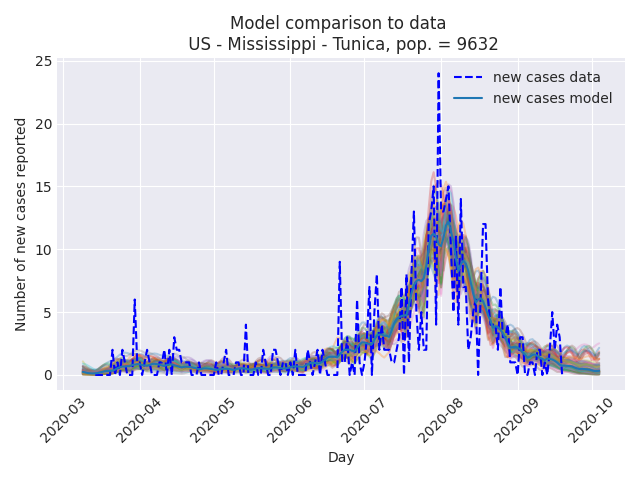 Model comparison to data
US - Mississippi - Tunica, pop. = 9632
Number of new cases reported
25
20
15
10
5
0
new cases data
new cases model
2020-03
2020-04
2020-05
2020-06
2020-07
2020-08
2020-09
2020-10
Day